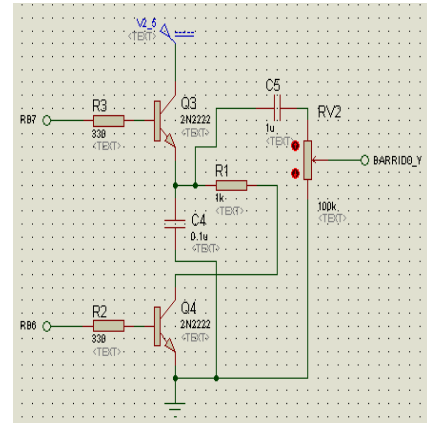 V2_5
<TEXT>
C5
1u
<TEXT>
RV2
100k
<TEXT>
BARRIDO_Y
RB7
R3
330
<TEXT>
Q3
2N2222
<TEXT>
R1
1k
<TEXT>
C4
0.1u
<TEXT>
RB6
R2
330
<TEXT>
Q4
2N2222
<TEXT>